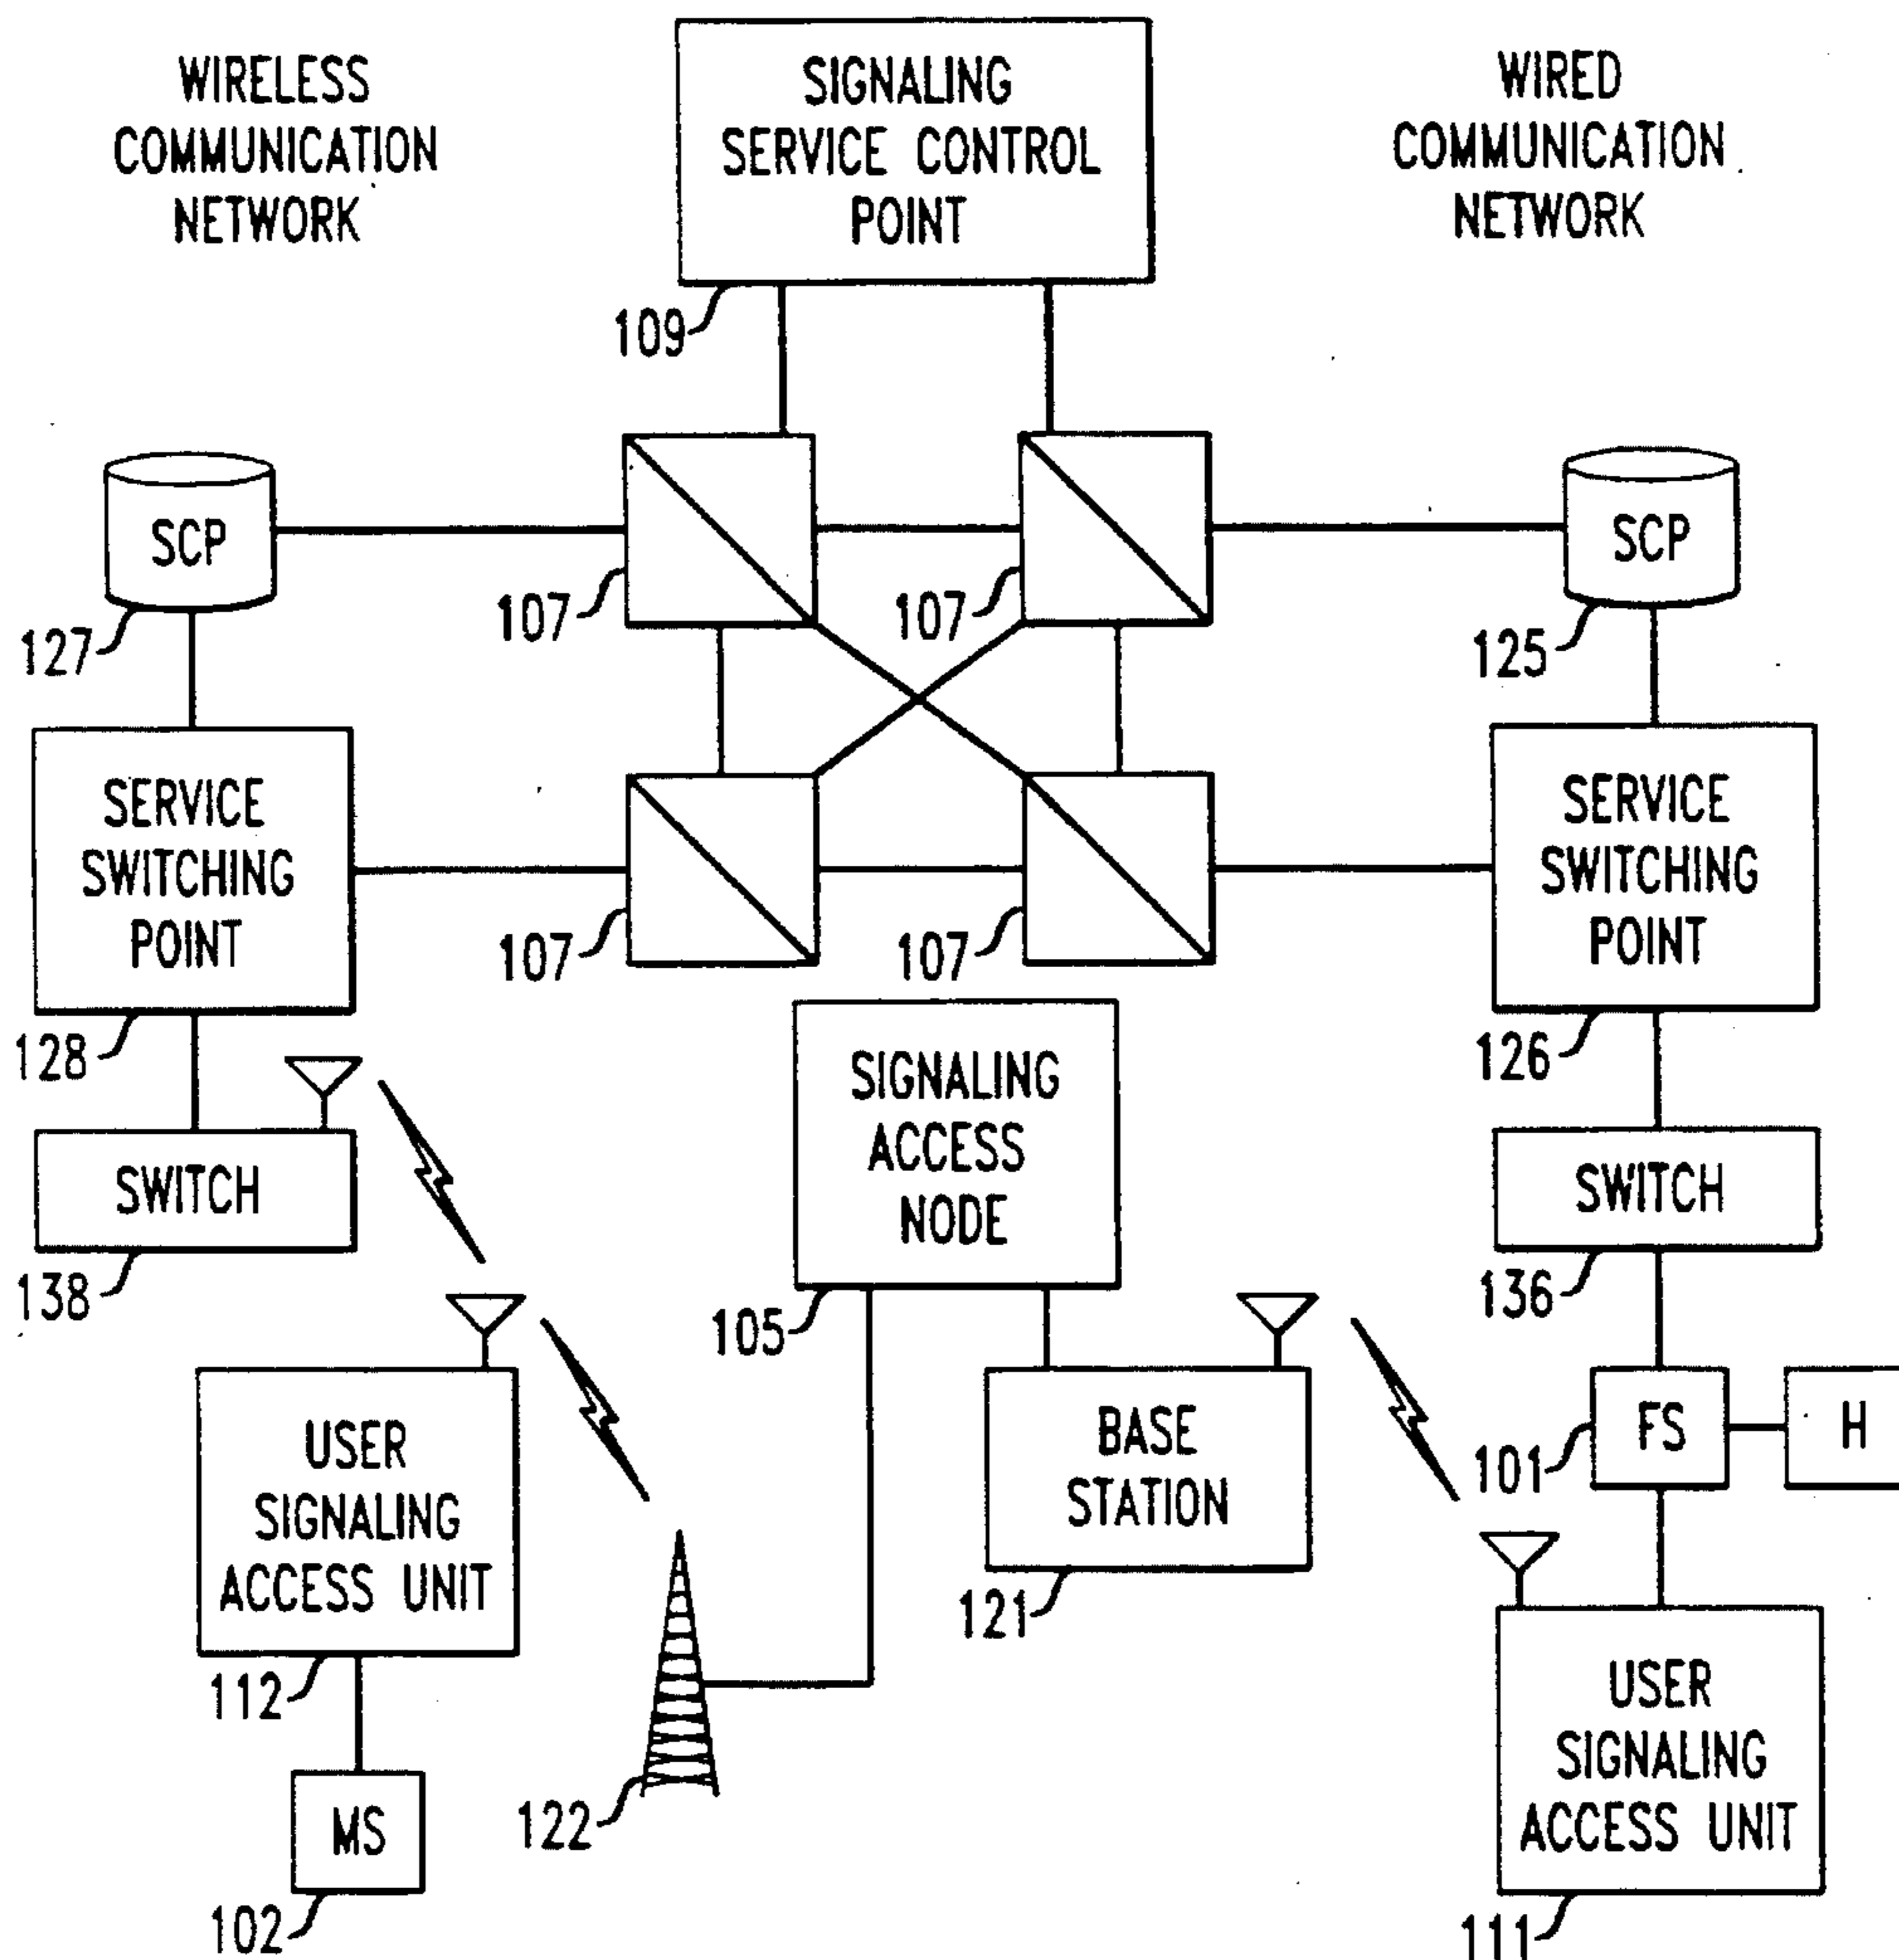 WIRELESS
COMMUNICATION
NETWORK
SIGNALING
SERVICE CONTROL
POINT
WIRED
COMMUNICATION
NETWORK
109
SCP
127
107
107
SCP
125
SERVICE
SWITCHING
POINT
128
107
107
SERVICE
SWITCHING
POINT
126
SWITCH
138
SIGNALING
ACCESS
NODE
105
SWITCH
136
USER
SIGNALING
ACCESS UNIT
112
BASE
STATION
121
101
FS
H
MS
102
122
USER
SIGNALING
ACCESS UNIT
111